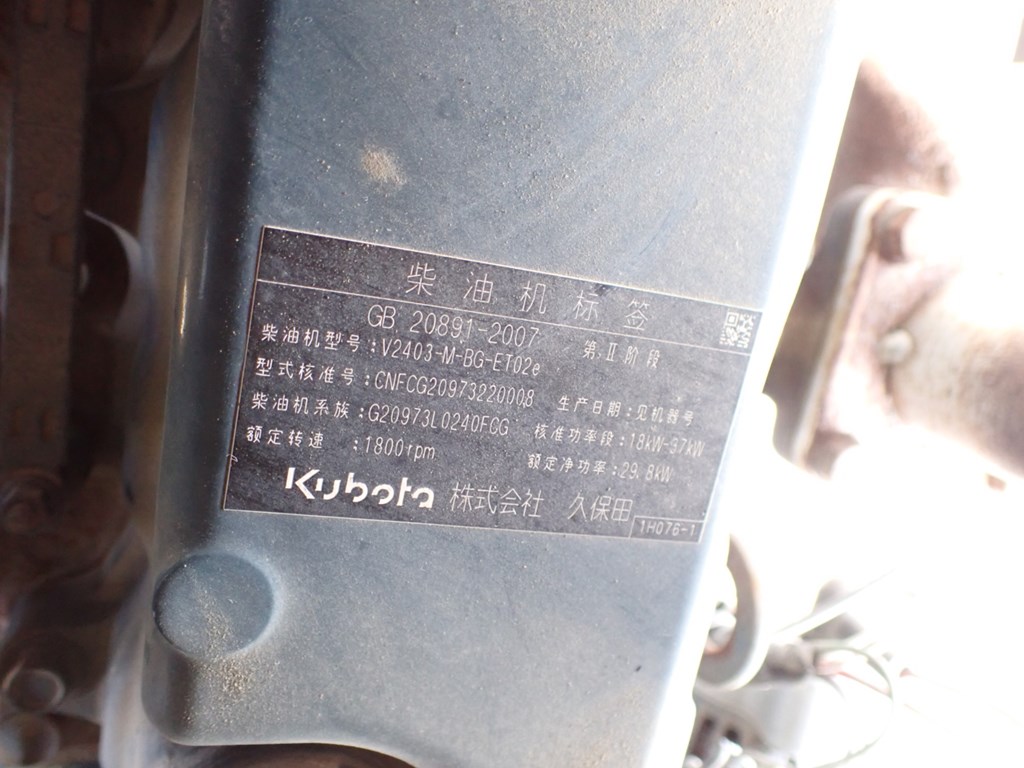 柴油机标签
GB 20891-2007 第II阶段
柴油机型号:V2403-M-BG-ET02e
型式核准号:CNFCG20973220008 生产日期:见机器号
柴油机系族:G20973L0240FCG 核准功率段:18kW-37kW
额定转速 :1800rpm 额定净功率:29.8kW
Kubota 株式会社 久保田
1H076-1